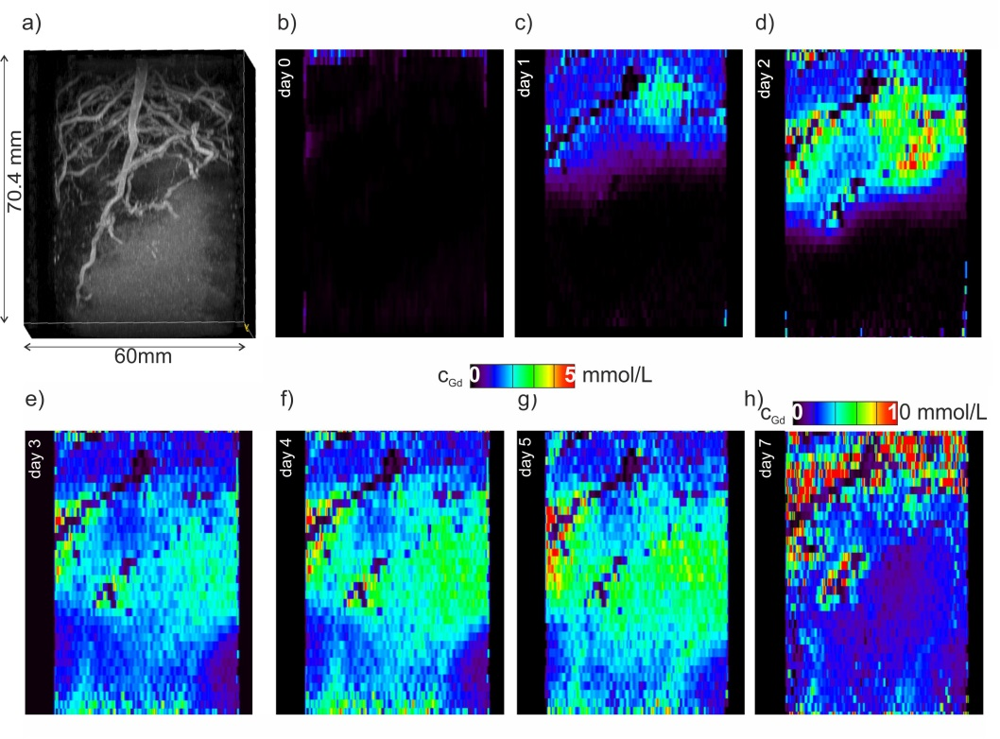 a)
b)
c)
d)
70.4 mm
60mm
day 0
day 1
day 2
cGd 0 5 mmol/L
e)
f)
g)
h)
cGd 0 10 mmol/L
day 3
day 4
day 5
day 7